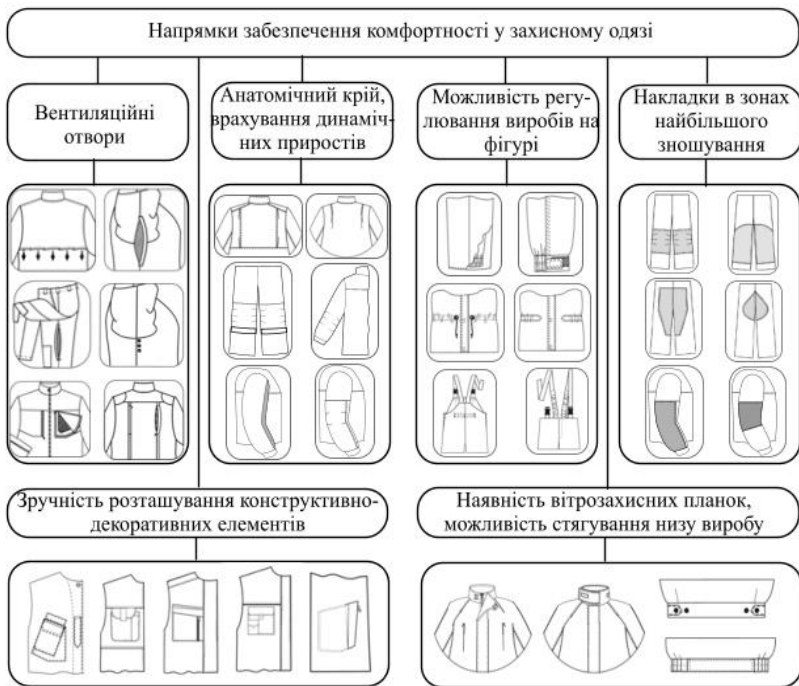 Напрямки забезпечення комфортності у захисному одязі
Вентиляційні
отвори
Анатомічний крій,
врахування динаміч-
них приростів
Можливість регу-
лювання виробів на
фігурі
Накладки в зонах
найбільшого
зношування
Зручність розташування конструктивно-
декоративних елементів
Наявність вітрозахисних планок,
можливість стягування низу виробу